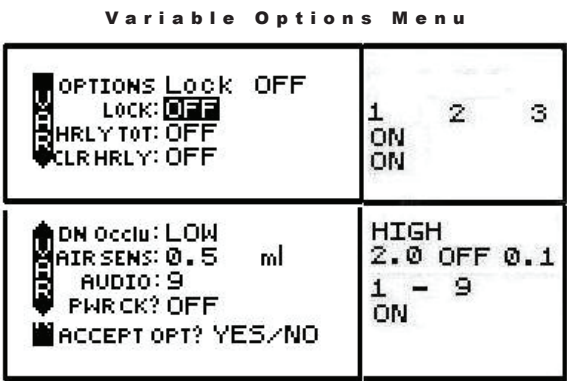 Variable Options Menu
OPTIONS Lock OFF
LOCK: OFF
1 2 3
HRLY TOT: OFF
ON
CLR HRLY: OFF
ON
VAR
DN Occlu: LOW
HIGH
AIR SENS: 0.5 ml
2.0 OFF 0.1
AUDIO: 9
1 - 9
PWR CK? OFF
ON
VAR
ACCEPT OPT? YES/NO